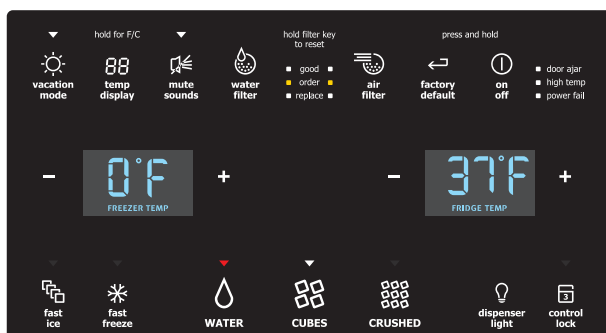 hold for F/C
hold filter key
to reset
press and hold
88
vacation
mode
temp
display
mute
sounds
water
filter
good
order
replace
air
filter
factory
default
on
off
door ajar
high temp
power fail
0°F
FREEZER TEMP
37°F
FRIDGE TEMP
fast
ice
fast
freeze
WATER
CUBES
CRUSHED
dispenser
light
3
control
lock